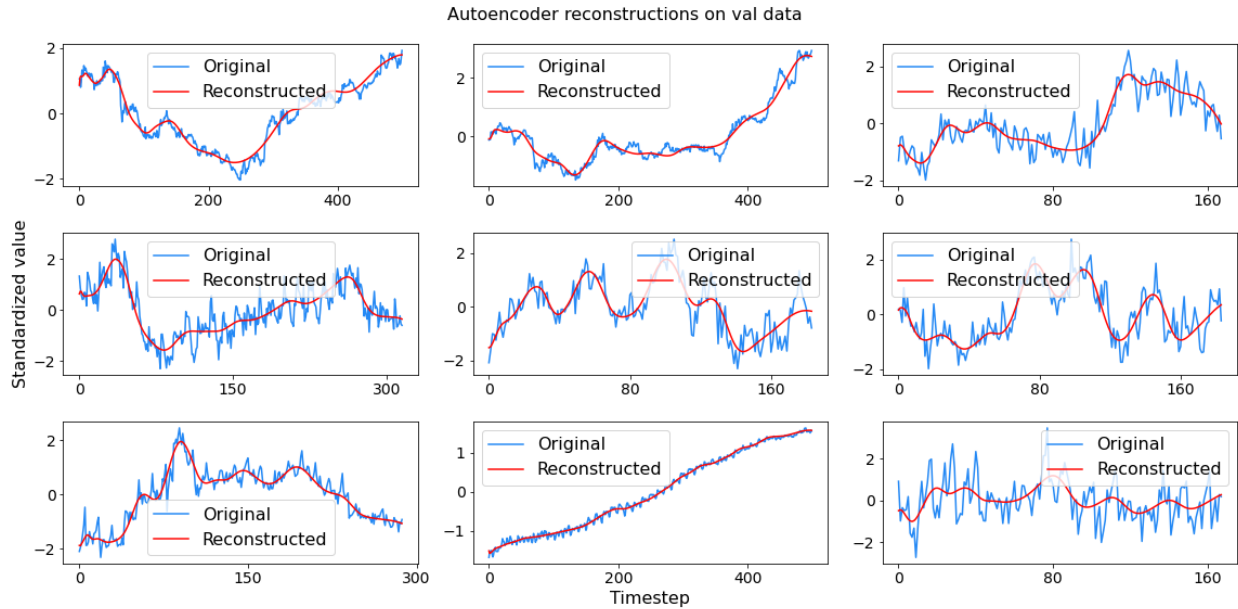 Autoencoder reconstructions on val data
2
0
−2
0
200
400
Original
Reconstructed
2
0
0
200
400
Original
Reconstructed
2
0
−2
0
80
160
Original
Reconstructed
Standardized value
2
0
−2
0
150
300
Original
Reconstructed
2
0
−2
0
80
160
Original
Reconstructed
2
0
−2
0
80
160
Original
Reconstructed
2
0
−2
0
150
300
Original
Reconstructed
1
0
−1
0
200
400
Original
Reconstructed
2
0
−2
0
80
160
Original
Reconstructed
Timestep